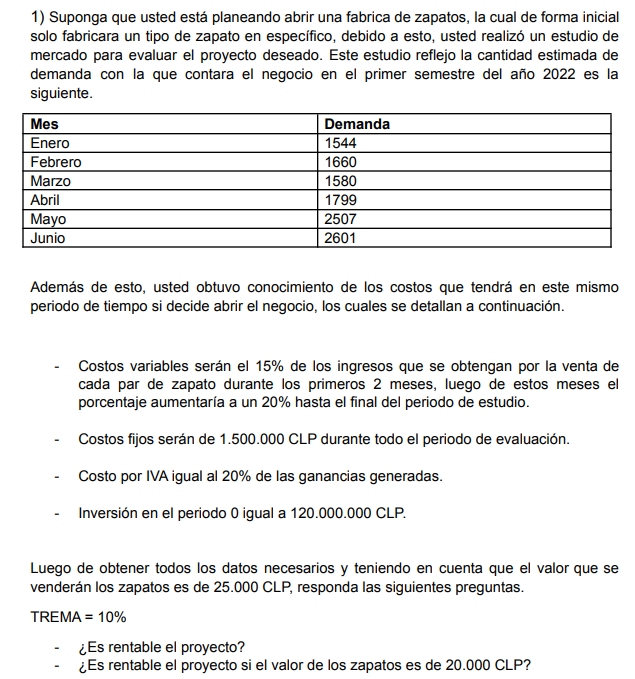 1) Suponga que usted está planeando abrir una fabrica de zapatos, la cual de forma inicial
solo fabricara un tipo de zapato en específico, debido a esto, usted realizó un estudio de
mercado para evaluar el proyecto deseado. Este estudio reflejo la cantidad estimada de
demanda con la que contara el negocio en el primer semestre del año 2022 es la
siguiente.
Mes Demanda
Enero 1544
Febrero 1660
Marzo 1580
Abril 1799
Mayo 2507
Junio 2601
Además de esto, usted obtuvo conocimiento de los costos que tendrá en este mismo
periodo de tiempo si decide abrir el negocio, los cuales se detallan a continuación.
- Costos variables serán el 15% de los ingresos que se obtengan por la venta de
cada par de zapato durante los primeros 2 meses, luego de estos meses el
porcentaje aumentaría a un 20% hasta el final del periodo de estudio.
- Costos fijos serán de 1.500.000 CLP durante todo el periodo de evaluación.
- Costo por IVA igual al 20% de las ganancias generadas.
- Inversión en el periodo 0 igual a 120.000.000 CLP.
Luego de obtener todos los datos necesarios y teniendo en cuenta que el valor que se
venderán los zapatos es de 25.000 CLP, responda las siguientes preguntas.
TREMA = 10%
- ¿Es rentable el proyecto?
- ¿Es rentable el proyecto si el valor de los zapatos es de 20.000 CLP?